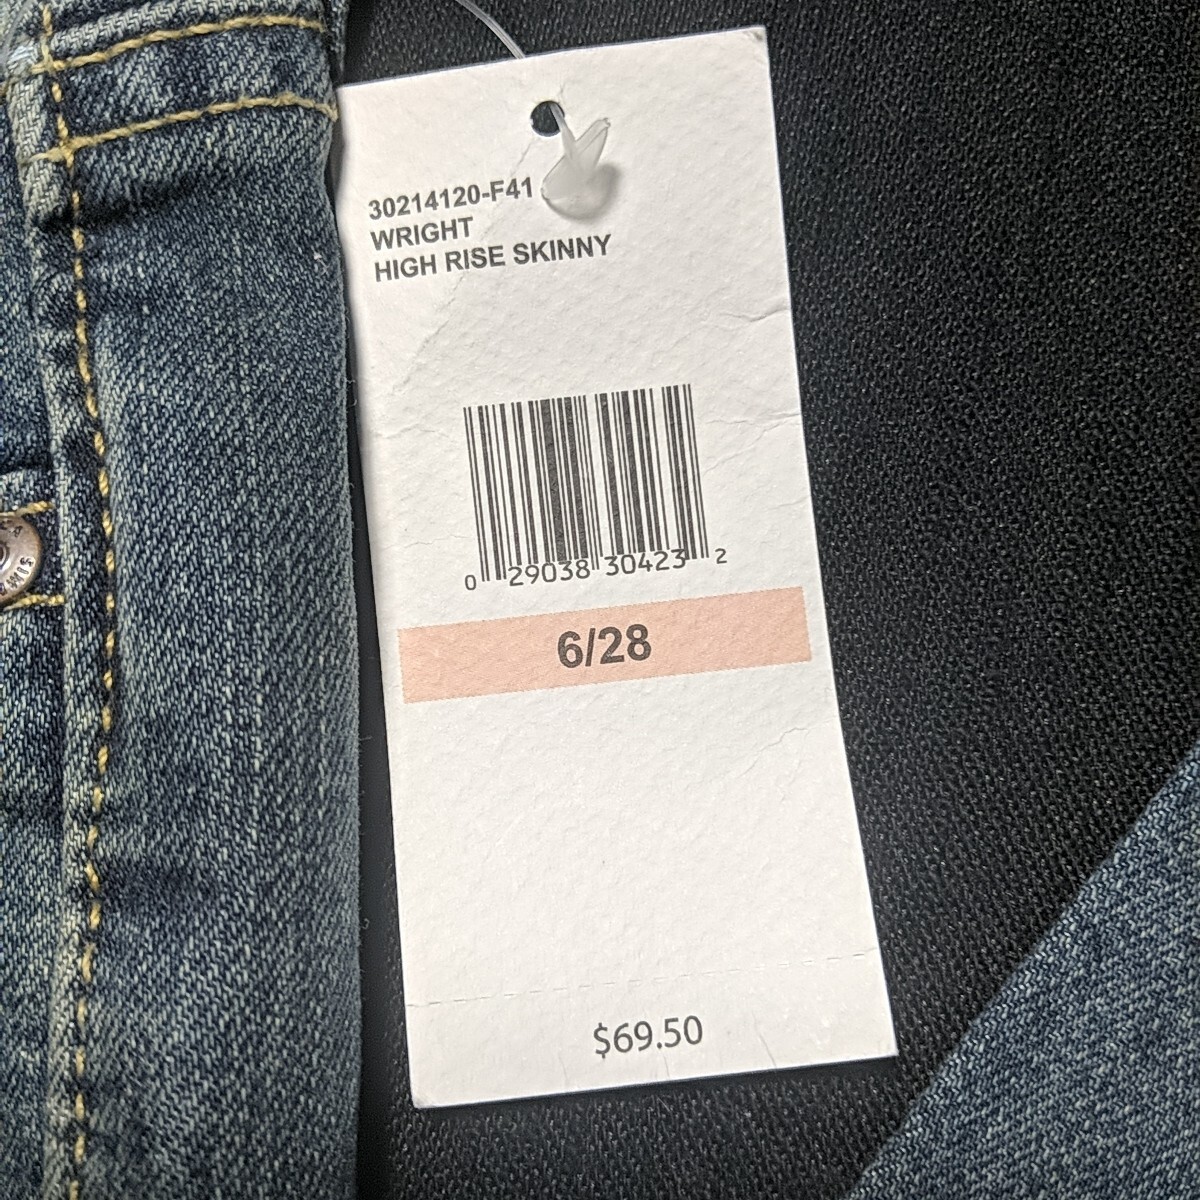 30214120-F41
WRIGHT
HIGH RISE SKINNY
0 29038 30423 2
6/28
$69.50